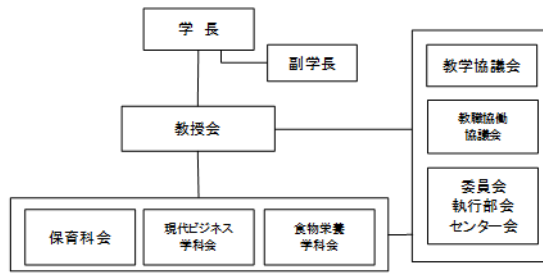 学 長
副学長
教学協議会
教授会
教職協働
協議会
委員会
執行部会
センター会
保育科会
現代ビジネス
学科会
食物栄養
学科会